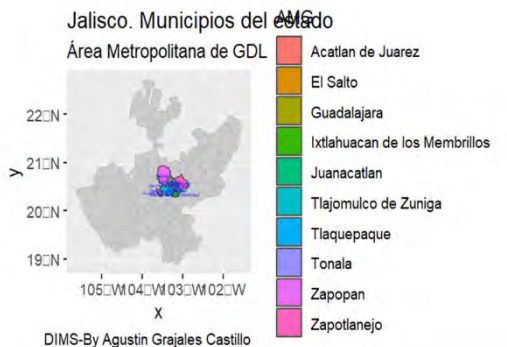 Jalisco. Municipios del estado
Área Metropolitana de GDL
AMG
Acatlan de Juarez
El Salto
Guadalajara
Ixtlahuacan de los Membrillos
Juanacatlan
Tlajomulco de Zuniga
Tlaquepaque
Tonala
Zapopan
Zapotlanejo
22□N
21□N
20□N
19□N
y
105□W 104□W 103□W 102□W
x
DIMS-By Agustin Grajales Castillo